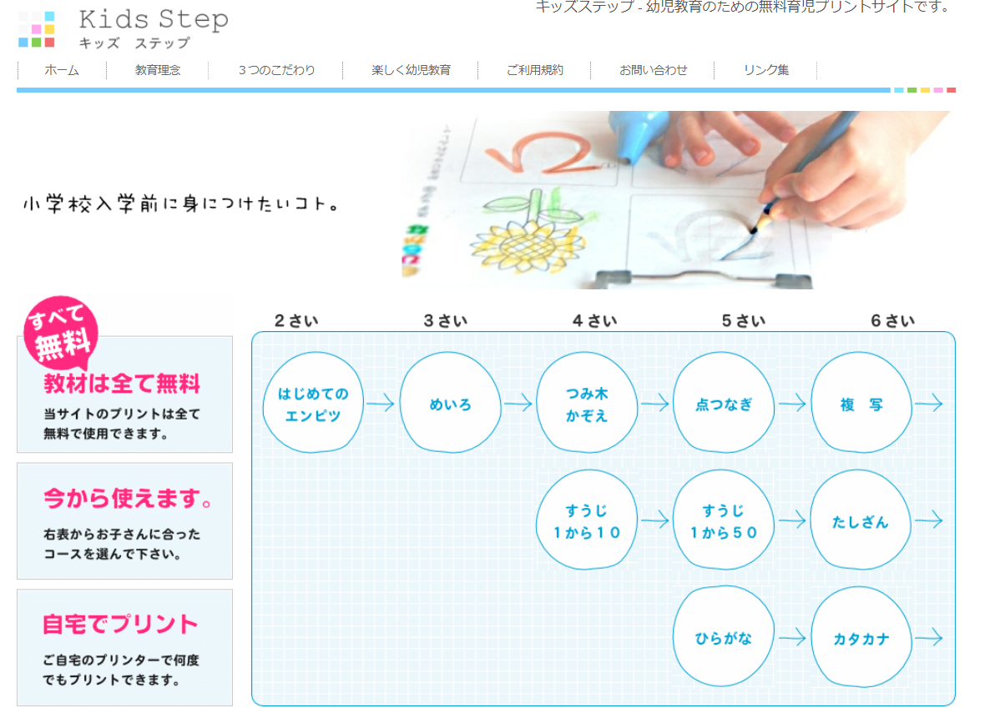 Kids Step
キッズ ステップ
キッズステップ - 幼児教育のための無料育児プリントサイトです。
ホーム 教育理念 3つのこだわり 楽しく幼児教育 ご利用規約 お問い合わせ リンク集
小学校入学前に身につけたいコト。
すべて
無料
教材は全て無料
当サイトのプリントは全て
無料で使用できます。
今から使えます。
右表からお子さんに合った
コースを選んで下さい。
自宅でプリント
ご自宅のプリンターで何度
でもプリントできます。
2さい 3さい 4さい 5さい 6さい
はじめての
エンピツ
めいろ
つみ木
かぞえ
点つなぎ
複 写
すうじ
1から10
すうじ
1から50
たしざん
ひらがな
カタカナ